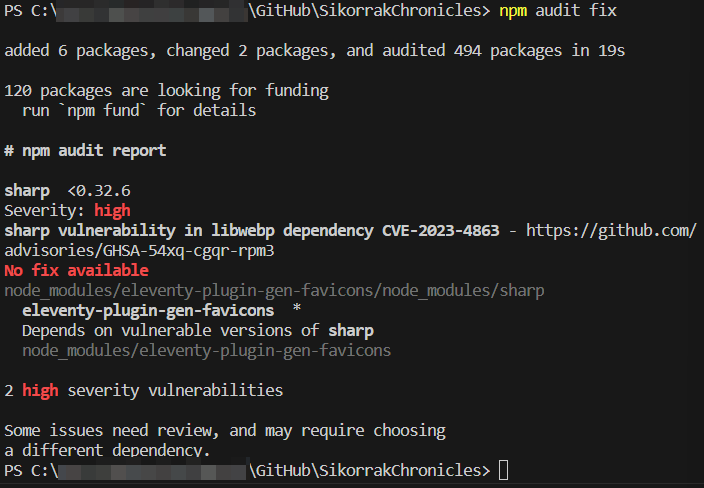 PS C:\ \GitHub\SikorrakChronicles> npm audit fix
added 6 packages, changed 2 packages, and audited 494 packages in 19s
120 packages are looking for funding
run `npm fund` for details
# npm audit report
sharp <0.32.6
Severity: high
sharp vulnerability in libwebp dependency CVE-2023-4863 - https://github.com/
advisories/GHSA-54xq-cgqr-rpm3
No fix available
node_modules/eleventy-plugin-gen-favicons/node_modules/sharp
eleventy-plugin-gen-favicons *
Depends on vulnerable versions of sharp
node_modules/eleventy-plugin-gen-favicons
2 high severity vulnerabilities
Some issues need review, and may require choosing
a different dependency.
PS C:\ \GitHub\SikorrakChronicles>